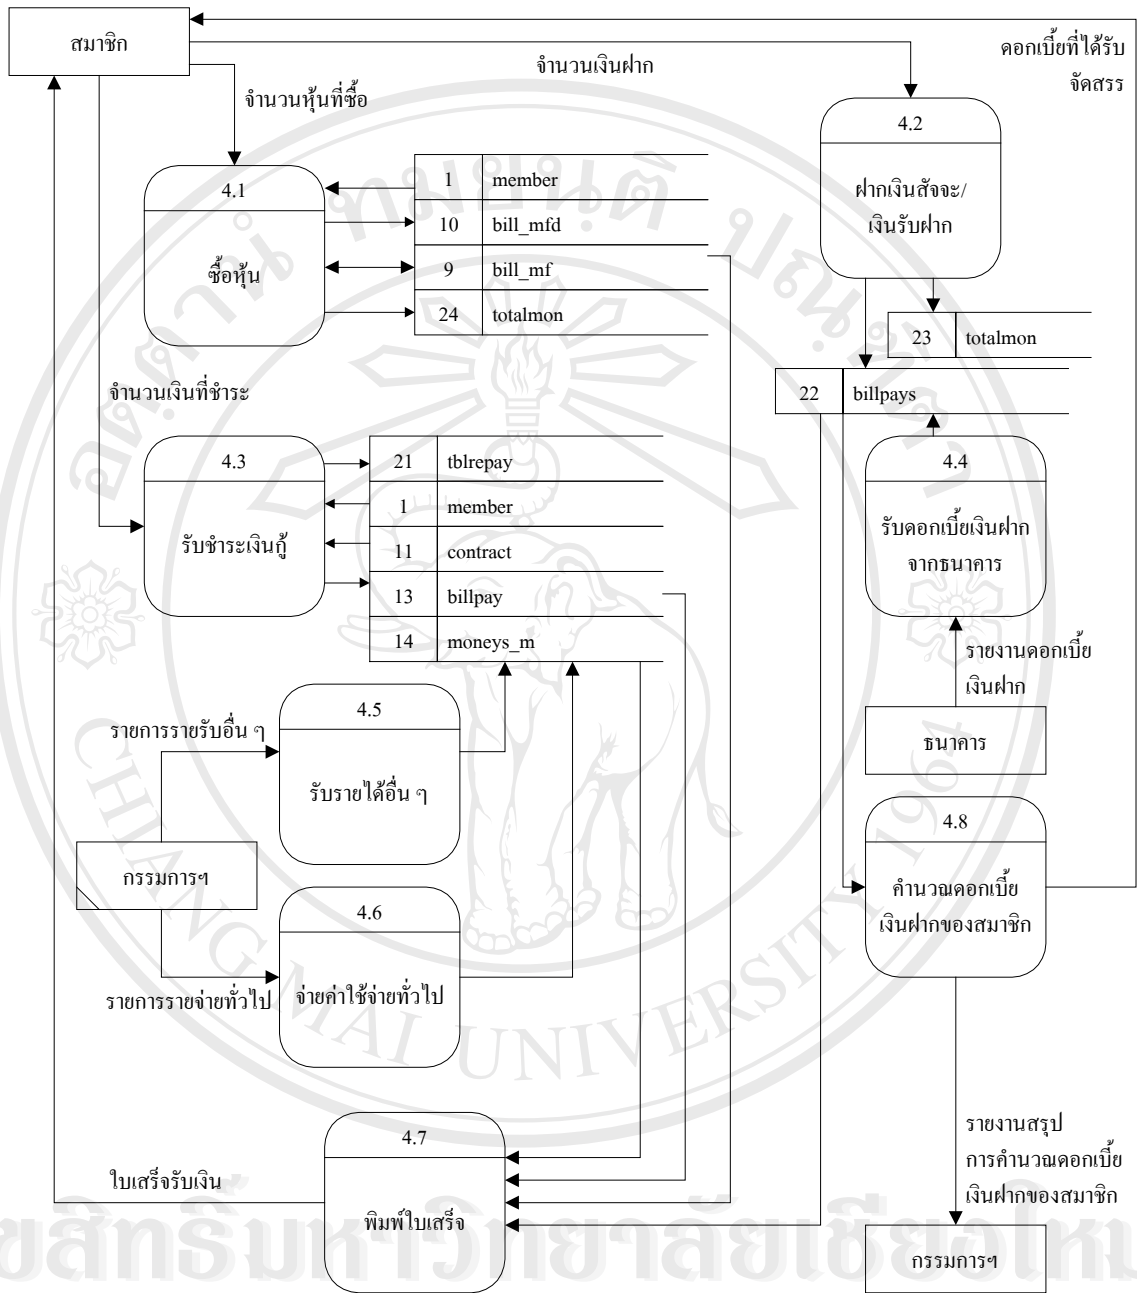 สมาชิก
ดอกเบี้ยที่ได้รับ
จัดสรร
จำนวนเงินฝาก
จำนวนหุ้นที่ซื้อ
4.2
ฝากเงินสัจจะ/
เงินรับฝาก
4.1
ซื้อหุ้น
1 member
10 bill_mfd
9 bill_mf
24 totalmon
23 totalmon
22 billpays
จำนวนเงินที่ชำระ
4.3
รับชำระเงินกู้
21 tblrepay
1 member
11 contract
13 billpay
14 moneys_m
4.4
รับดอกเบี้ยเงินฝาก
จากธนาคาร
รายงานดอกเบี้ย
เงินฝาก
ธนาคาร
รายการรายรับอื่น ๆ
4.5
รับรายได้อื่น ๆ
4.8
คำนวณดอกเบี้ย
เงินฝากของสมาชิก
กรรมการฯ
4.6
จ่ายค่าใช้จ่ายทั่วไป
รายการรายจ่ายทั่วไป
4.7
พิมพ์ใบเสร็จ
ใบเสร็จรับเงิน
รายงานสรุป
การคำนวณดอกเบี้ย
เงินฝากของสมาชิก
กรรมการฯ
CHIANG MAI UNIVERSITY 1964